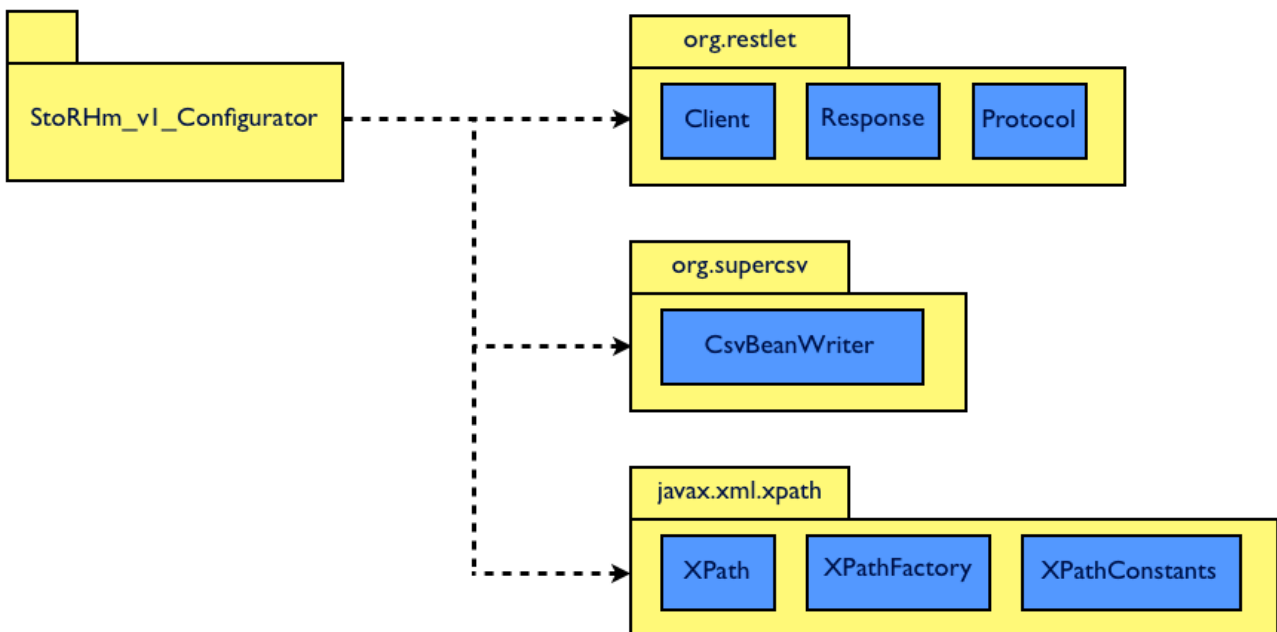 StoRHm_v1_Configurator
org.restlet
Client
Response
Protocol
org.supercsv
CsvBeanWriter
javax.xml.xpath
XPath
XPathFactory
XPathConstants